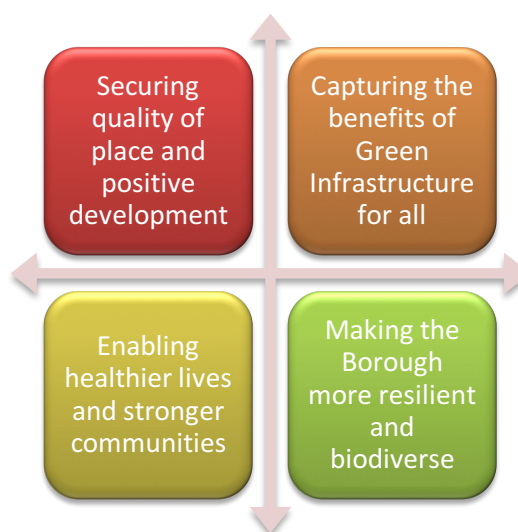 Securing
quality of
place and
positive
development
Capturing the
benefits of
Green
Infrastructure
for all
Enabling
healthier lives
and stronger
communities
Making the
Borough
more resilient
and
biodiverse